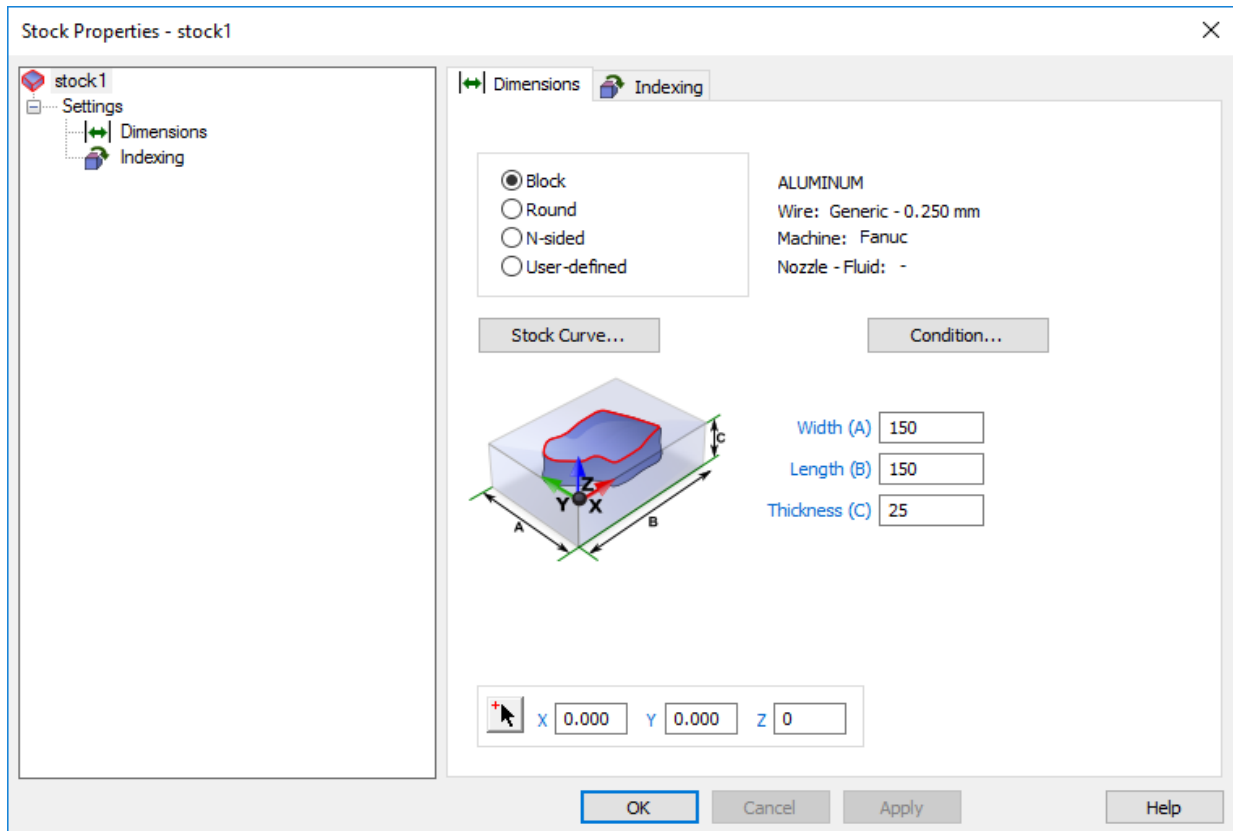 Stock Properties - stock1
stock1
Settings
Dimensions
Indexing
Dimensions
Indexing
Block
Round
N-sided
User-defined
ALUMINUM
Wire: Generic - 0.250 mm
Machine: Fanuc
Nozzle - Fluid: -
Stock Curve...
Condition...
C
Z
Y X
A
B
Width (A) 150
Length (B) 150
Thickness (C) 25
X 0.000 Y 0.000 Z 0
OK Cancel Apply Help